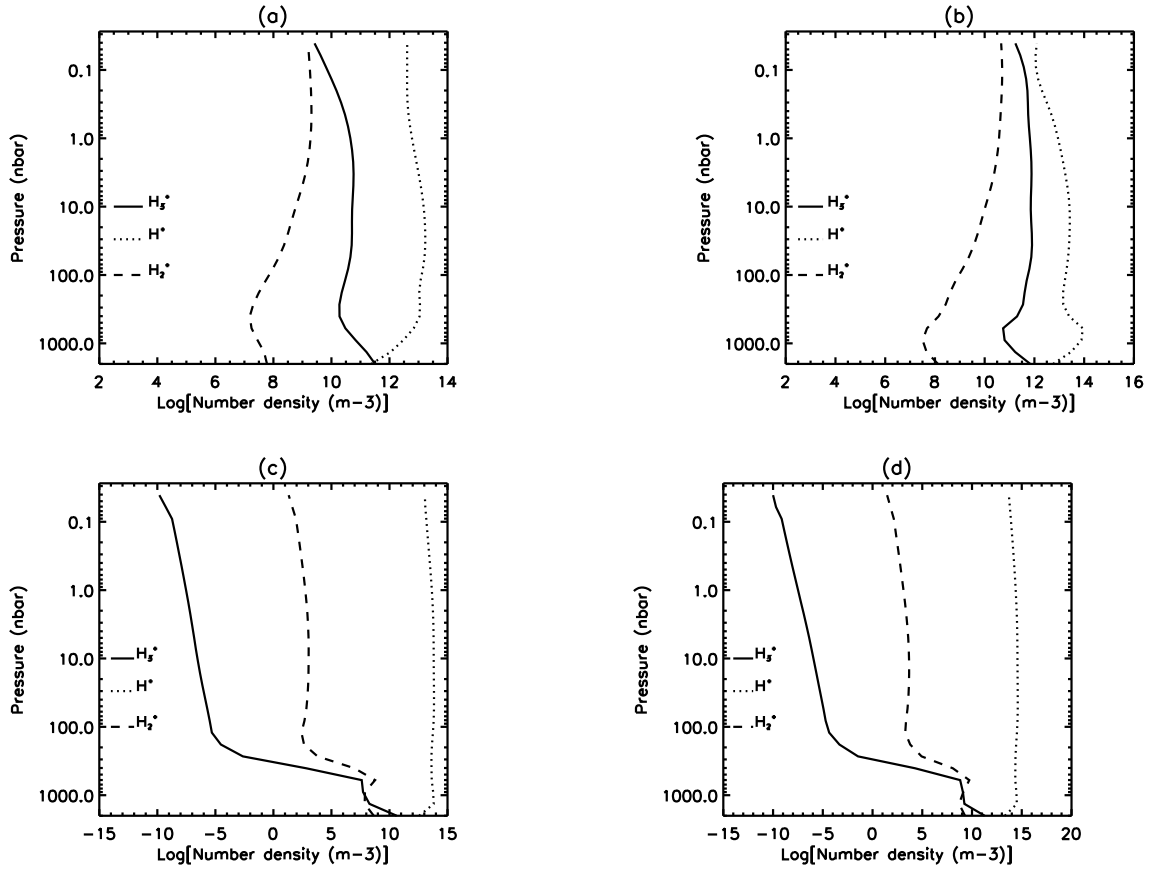 (a)
0.1
1.0
10.0
100.0
1000.0
Pressure (nbar)
H₃⁺
H⁺
H₂⁺
2 4 6 8 10 12 14
Log[Number density (m−3)]
(b)
0.1
1.0
10.0
100.0
1000.0
Pressure (nbar)
H₃⁺
H⁺
H₂⁺
2 4 6 8 10 12 14 16
Log[Number density (m−3)]
(c)
0.1
1.0
10.0
100.0
1000.0
Pressure (nbar)
H₃⁺
H⁺
H₂⁺
−15 −10 −5 0 5 10 15
Log[Number density (m−3)]
(d)
0.1
1.0
10.0
100.0
1000.0
Pressure (nbar)
H₃⁺
H⁺
H₂⁺
−15 −10 −5 0 5 10 15 20
Log[Number density (m−3)]